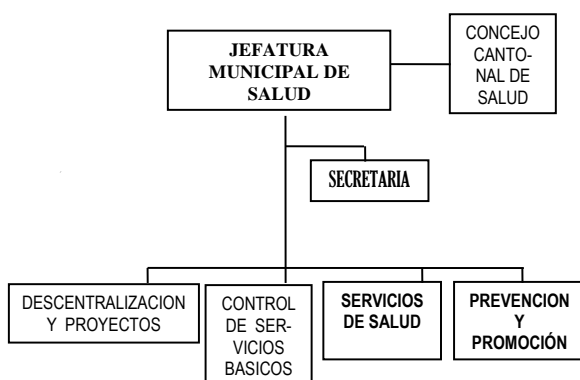 JEFATURA
MUNICIPAL DE
SALUD
CONCEJO
CANTO-
NAL DE
SALUD
SECRETARIA
DESCENTRALIZACION
Y PROYECTOS
CONTROL
DE SER-
VICIOS
BASICOS
SERVICIOS
DE SALUD
PREVENCION
Y
PROMOCIÓN